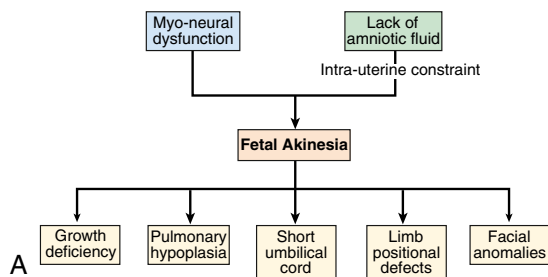 Myo-neural
dysfunction
Lack of
amniotic fluid
Intra-uterine constraint
Fetal Akinesia
Growth
deficiency
Pulmonary
hypoplasia
Short
umbilical
cord
Limb
positional
defects
Facial
anomalies
A